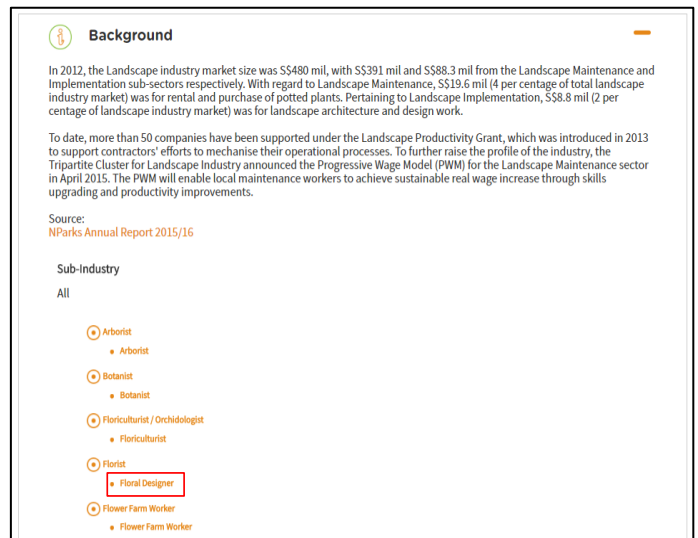 Background
In 2012, the Landscape industry market size was S$480 mil, with S$391 mil and S$88.3 mil from the Landscape Maintenance and
Implementation sub-sectors respectively. With regard to Landscape Maintenance, S$19.6 mil (4 per centage of total landscape
industry market) was for rental and purchase of potted plants. Pertaining to Landscape Implementation, S$8.8 mil (2 per
centage of landscape industry market) was for landscape architecture and design work.
To date, more than 50 companies have been supported under the Landscape Productivity Grant, which was introduced in 2013
to support contractors' efforts to mechanise their operational processes. To further raise the profile of the industry, the
Tripartite Cluster for Landscape Industry announced the Progressive Wage Model (PWM) for the Landscape Maintenance sector
in April 2015. The PWM will enable local maintenance workers to achieve sustainable real wage increase through skills
upgrading and productivity improvements.
Source:
NParks Annual Report 2015/16
Sub-Industry
All
Arborist
Arborist
Botanist
Botanist
Floriculturist / Orchidologist
Floriculturist
Florist
Floral Designer
Flower Farm Worker
Flower Farm Worker